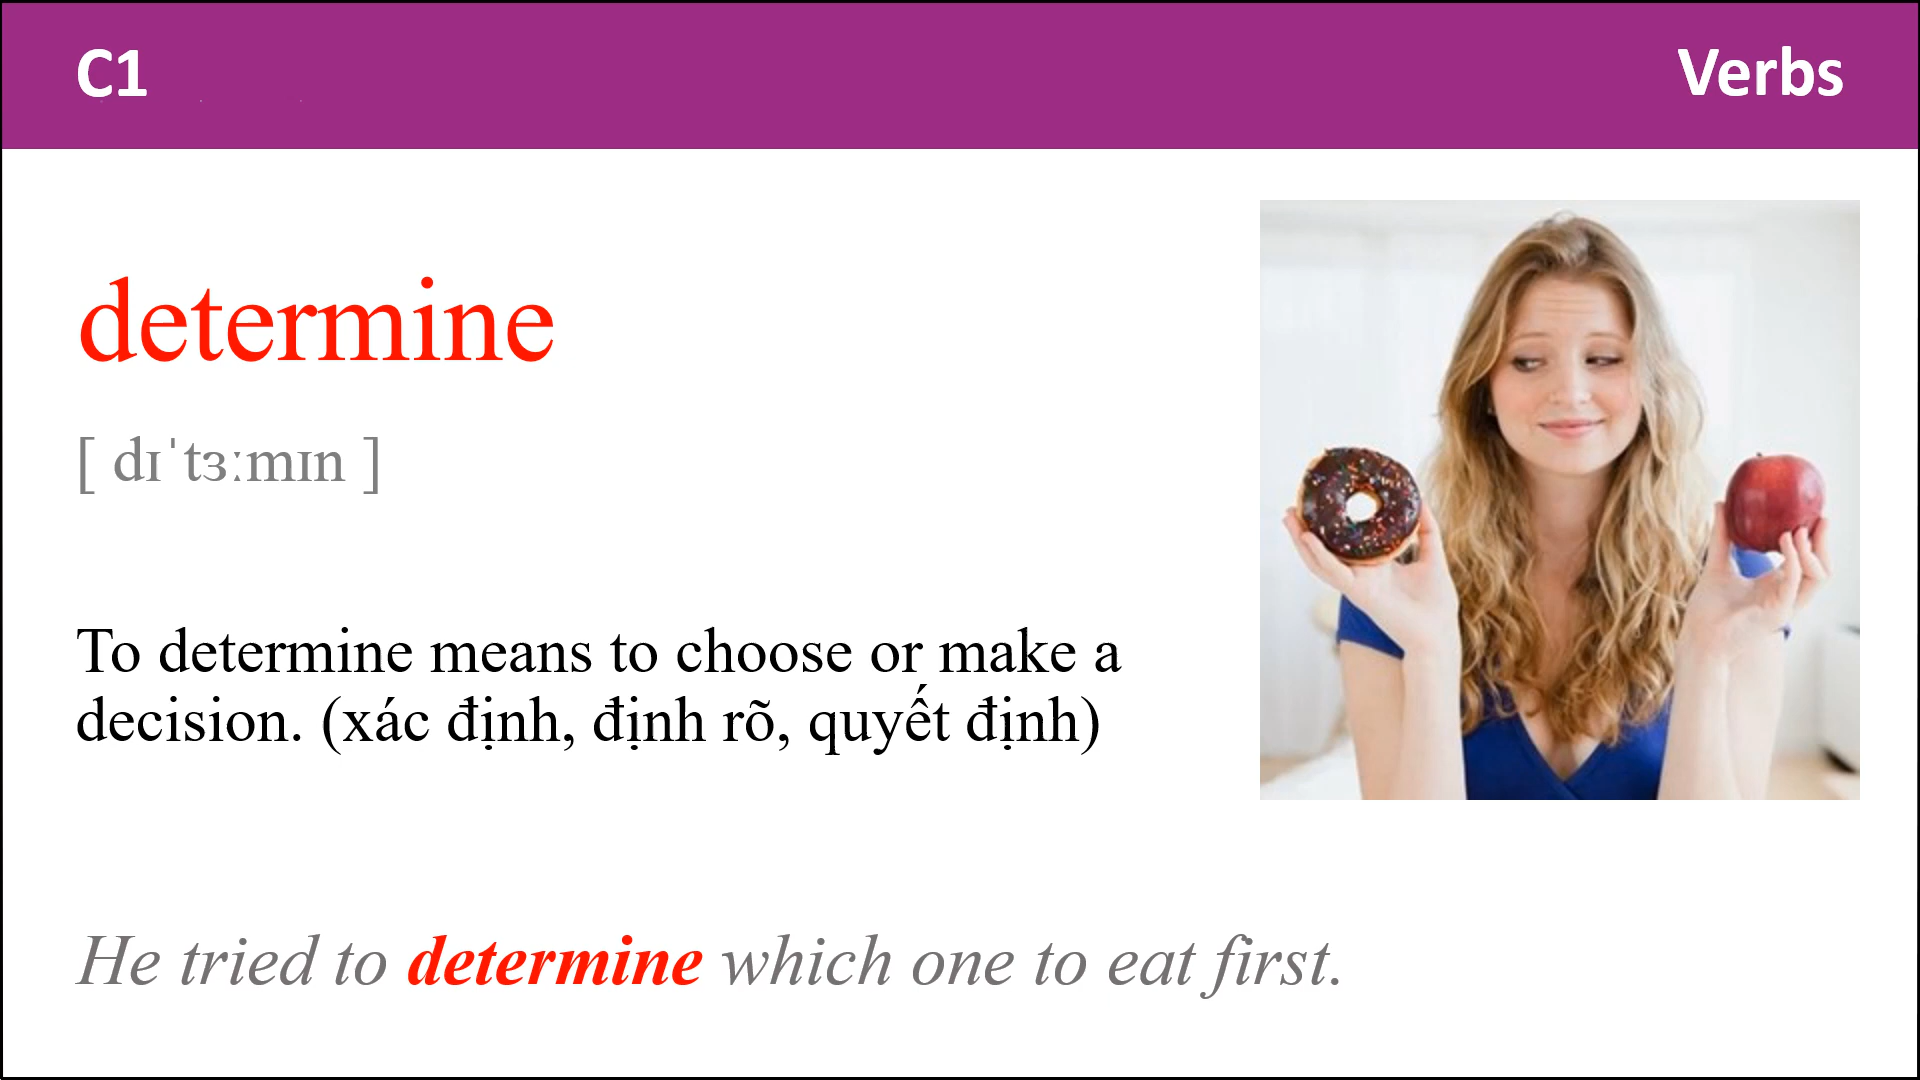 C1
Verbs
determine
[ dɪˈtɜːmɪn ]
To determine means to choose or make a
decision. (xác định, định rõ, quyết định)
He tried to determine which one to eat first.